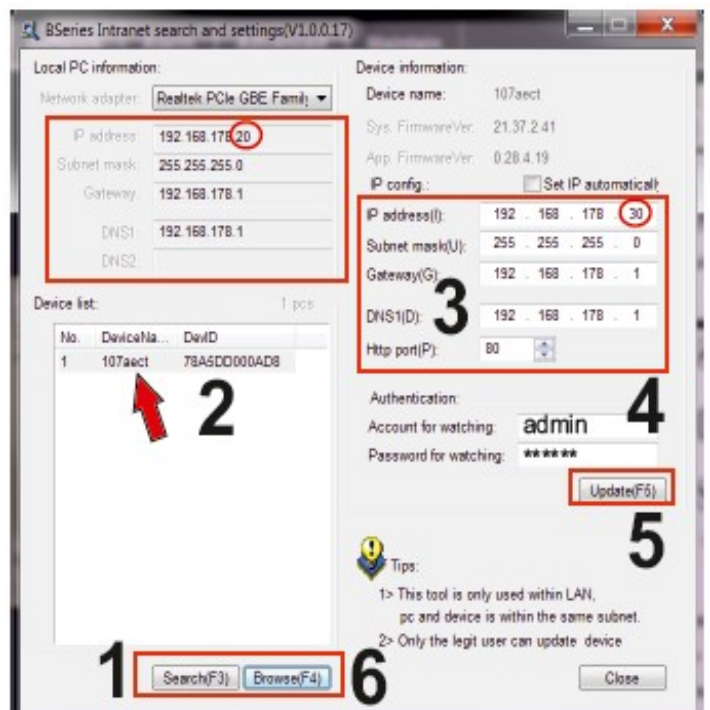 BSeries Intranet search and settings(V1.0.0.17)
Local PC information:
Network adapter: Realtek PCIe GBE Family
IP address: 192.168.178.20
Subnet mask: 255.255.255.0
Gateway: 192.168.178.1
DNS1: 192.168.178.1
DNS2:
Device list: 1 pcs
No. DeviceNa... DevID
1 107aect 78A5DD000AD8
2
1
Search(F3) Browse(F4)
6
Device information:
Device name: 107aect
Sys. FirmwareVer: 21.37.2.41
App. FirmwareVer: 0.28.4.19
IP config.: Set IP automatically
IP address(I): 192 . 168 . 178 . 30
Subnet mask(U): 255 . 255 . 255 . 0
Gateway(G): 192 . 168 . 178 . 1
3
DNS1(D): 192 . 168 . 178 . 1
Http port(P): 80
Authentication:
4
Account for watching: admin
Password for watching: ******
Update(F5)
5
Tips:
1> This tool is only used within LAN,
pc and device is within the same subnet.
2> Only the legit user can update device
Close